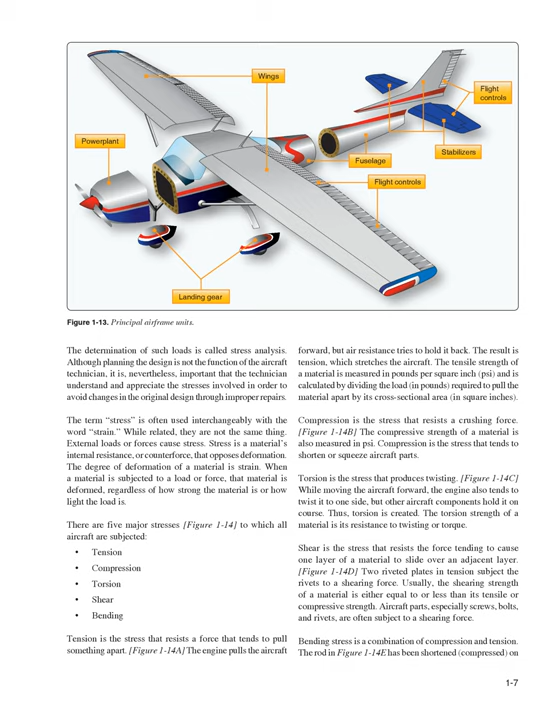 Wings
Flight
controls
Powerplant
Stabilizers
Fuselage
Flight controls
Landing gear
Figure 1-13. Principal airframe units.
The determination of such loads is called stress analysis.
Although planning the design is not the function of the aircraft
technician, it is, nevertheless, important that the technician
understand and appreciate the stresses involved in order to
avoid changes in the original design through improper repairs.
The term “stress” is often used interchangeably with the
word “strain.” While related, they are not the same thing.
External loads or forces cause stress. Stress is a material’s
internal resistance, or counterforce, that opposes deformation.
The degree of deformation of a material is strain. When
a material is subjected to a load or force, that material is
deformed, regardless of how strong the material is or how
light the load is.
There are five major stresses [Figure 1-14] to which all
aircraft are subjected:
• Tension
• Compression
• Torsion
• Shear
• Bending
Tension is the stress that resists a force that tends to pull
something apart. [Figure 1-14A] The engine pulls the aircraft
forward, but air resistance tries to hold it back. The result is
tension, which stretches the aircraft. The tensile strength of
a material is measured in pounds per square inch (psi) and is
calculated by dividing the load (in pounds) required to pull the
material apart by its cross-sectional area (in square inches).
Compression is the stress that resists a crushing force.
[Figure 1-14B] The compressive strength of a material is
also measured in psi. Compression is the stress that tends to
shorten or squeeze aircraft parts.
Torsion is the stress that produces twisting. [Figure 1-14C]
While moving the aircraft forward, the engine also tends to
twist it to one side, but other aircraft components hold it on
course. Thus, torsion is created. The torsion strength of a
material is its resistance to twisting or torque.
Shear is the stress that resists the force tending to cause
one layer of a material to slide over an adjacent layer.
[Figure 1-14D] Two riveted plates in tension subject the
rivets to a shearing force. Usually, the shearing strength
of a material is either equal to or less than its tensile or
compressive strength. Aircraft parts, especially screws, bolts,
and rivets, are often subject to a shearing force.
Bending stress is a combination of compression and tension.
The rod in Figure 1-14E has been shortened (compressed) on
1-7